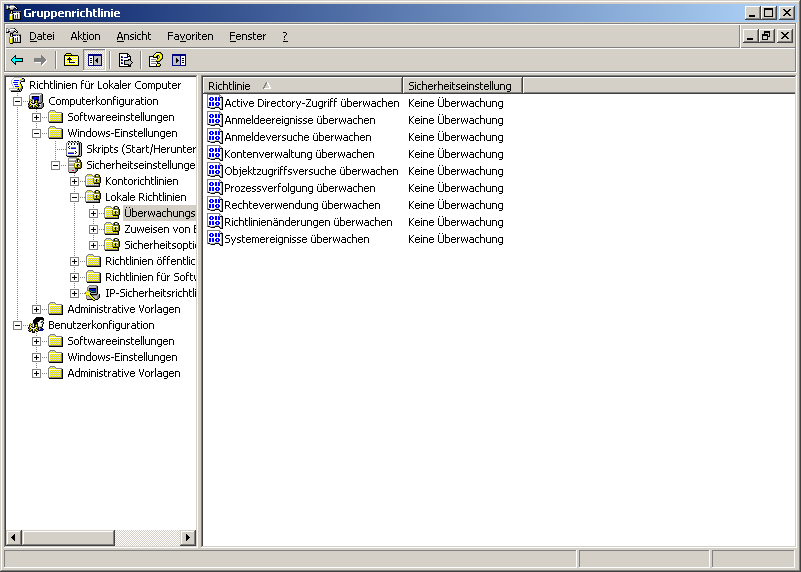 Gruppenrichtlinie
Datei Aktion Ansicht Favoriten Fenster ?
Richtlinien für Lokaler Computer
Computerkonfiguration
Softwareeinstellungen
Windows-Einstellungen
Skripts (Start/Herunter
Sicherheitseinstellunge
Kontorichtlinien
Lokale Richtlinien
Überwachungs
Zuweisen von B
Sicherheitsopti
Richtlinien öffentlic
Richtlinien für Softw
IP-Sicherheitsrichtli
Administrative Vorlagen
Benutzerkonfiguration
Softwareeinstellungen
Windows-Einstellungen
Administrative Vorlagen
Richtlinie Sicherheitseinstellung
Active Directory-Zugriff überwachen Keine Überwachung
Anmeldeereignisse überwachen Keine Überwachung
Anmeldeversuche überwachen Keine Überwachung
Kontenverwaltung überwachen Keine Überwachung
Objektzugriffsversuche überwachen Keine Überwachung
Prozessverfolgung überwachen Keine Überwachung
Rechteverwendung überwachen Keine Überwachung
Richtlinienänderungen überwachen Keine Überwachung
Systemereignisse überwachen Keine Überwachung